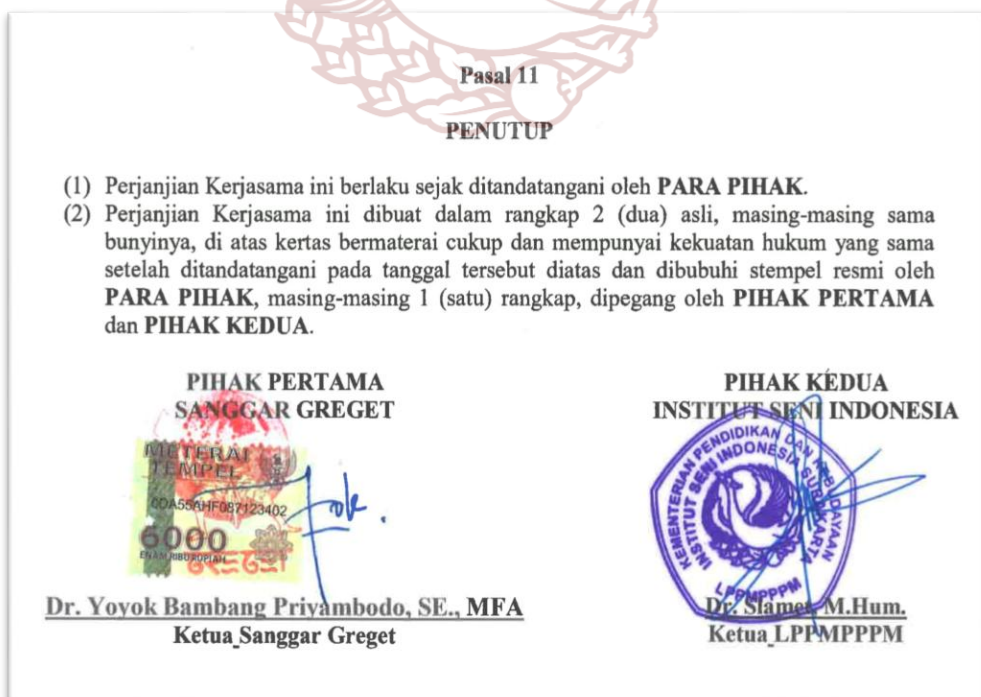 Pasal 11
PENUTUP
(1) Perjanjian Kerjasama ini berlaku sejak ditandatangani oleh PARA PIHAK.
(2) Perjanjian Kerjasama ini dibuat dalam rangkap 2 (dua) asli, masing-masing sama
bunyinya, di atas kertas bermaterai cukup dan mempunyai kekuatan hukum yang sama
setelah ditandatangani pada tanggal tersebut diatas dan dibubuhi stempel resmi oleh
PARA PIHAK, masing-masing 1 (satu) rangkap, dipegang oleh PIHAK PERTAMA
dan PIHAK KEDUA.
PIHAK PERTAMA
SANGGAR GREGET
METERAI
TEMPEL
6000
ENAM RIBU RUPIAH
Dr. Yoyok Bambang Priyambodo, SE., MFA
Ketua Sanggar Greget
PIHAK KEDUA
INSTITUT SENI INDONESIA
KEMENTERIAN PENDIDIKAN DAN KEBUDAYAAN
INSTITUT SENI INDONESIA SURAKARTA
LPPMPPPM
Dr. Slamet, M.Hum.
Ketua LPPMPPPM